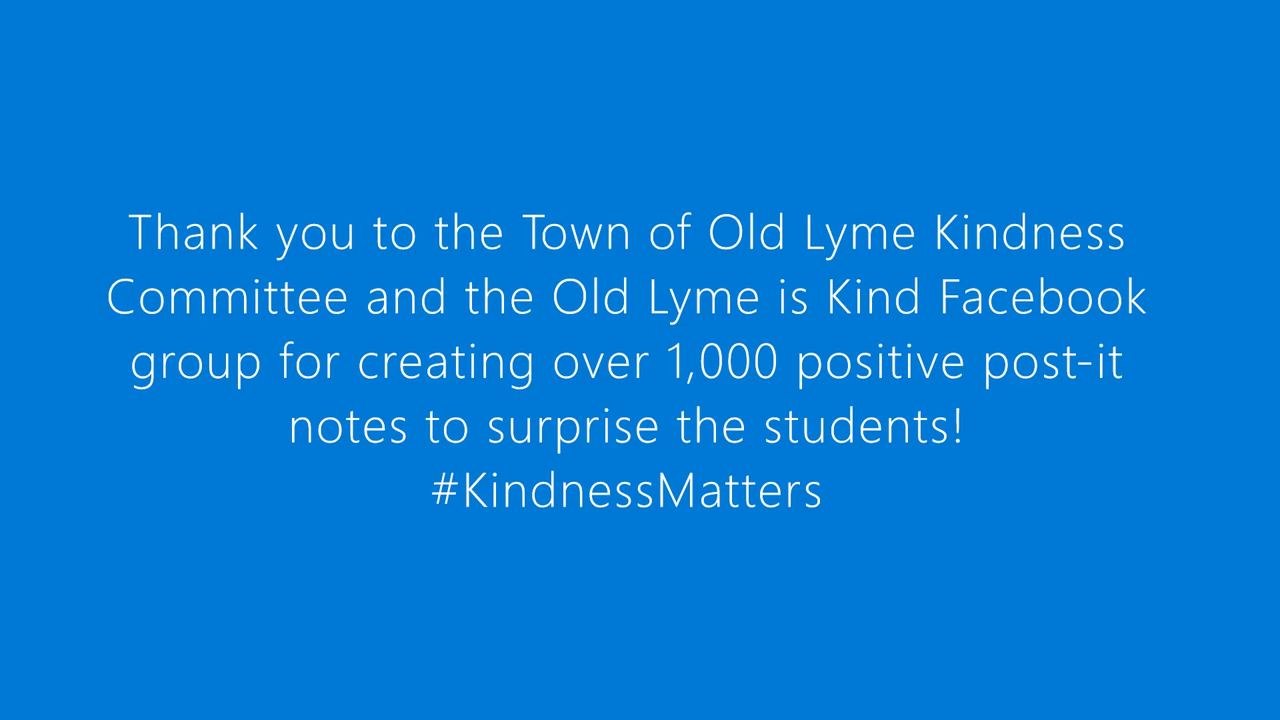 Thank you to the Town of Old Lyme Kindness
Committee and the Old Lyme is Kind Facebook
group for creating over 1,000 positive post-it
notes to surprise the students!
#KindnessMatters